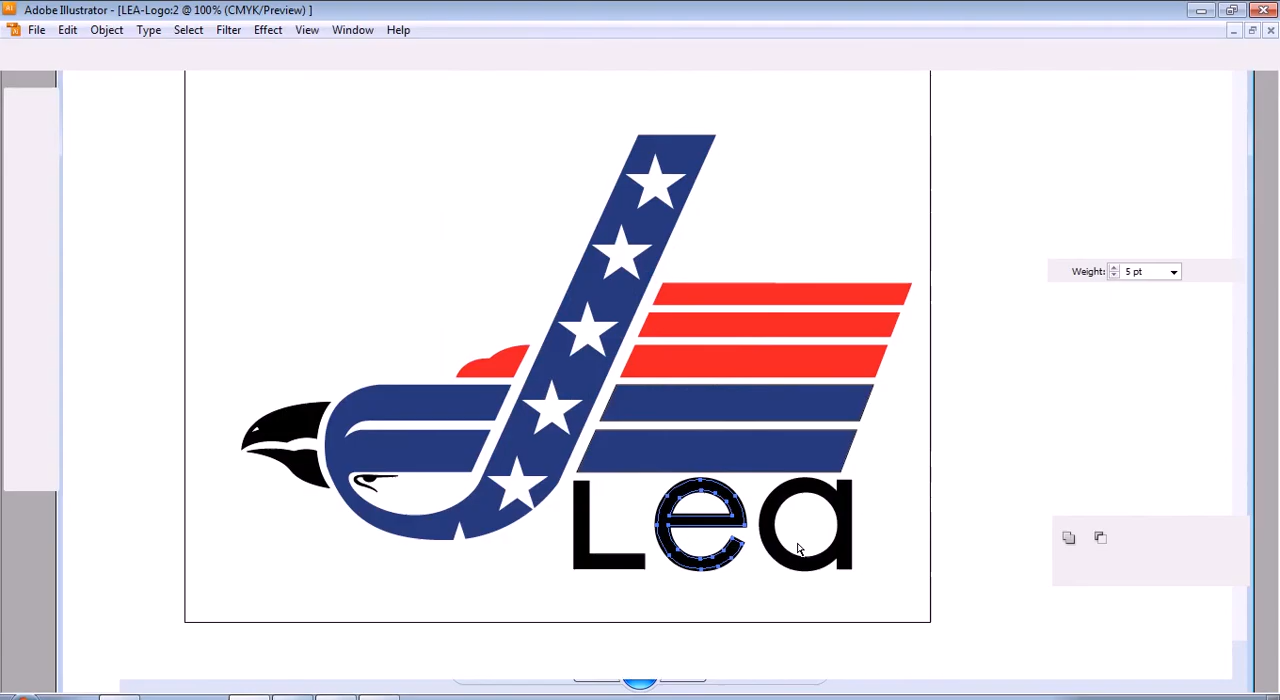 Adobe Illustrator - [LEA-Logo:2 @ 100% (CMYK/Preview) ]
File Edit Object Type Select Filter Effect View Window Help
Weight: 5 pt
Lea